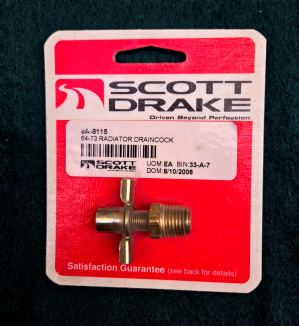 SCOTT
DRAKE
Driven Beyond Perfection
aA-8115
64-73 RADIATOR DRAINCOCK
SCOTT
DRAKE
UOM:EA BIN:33-A-7
DOM:8/10/2006
Satisfaction Guarantee (see back for details)